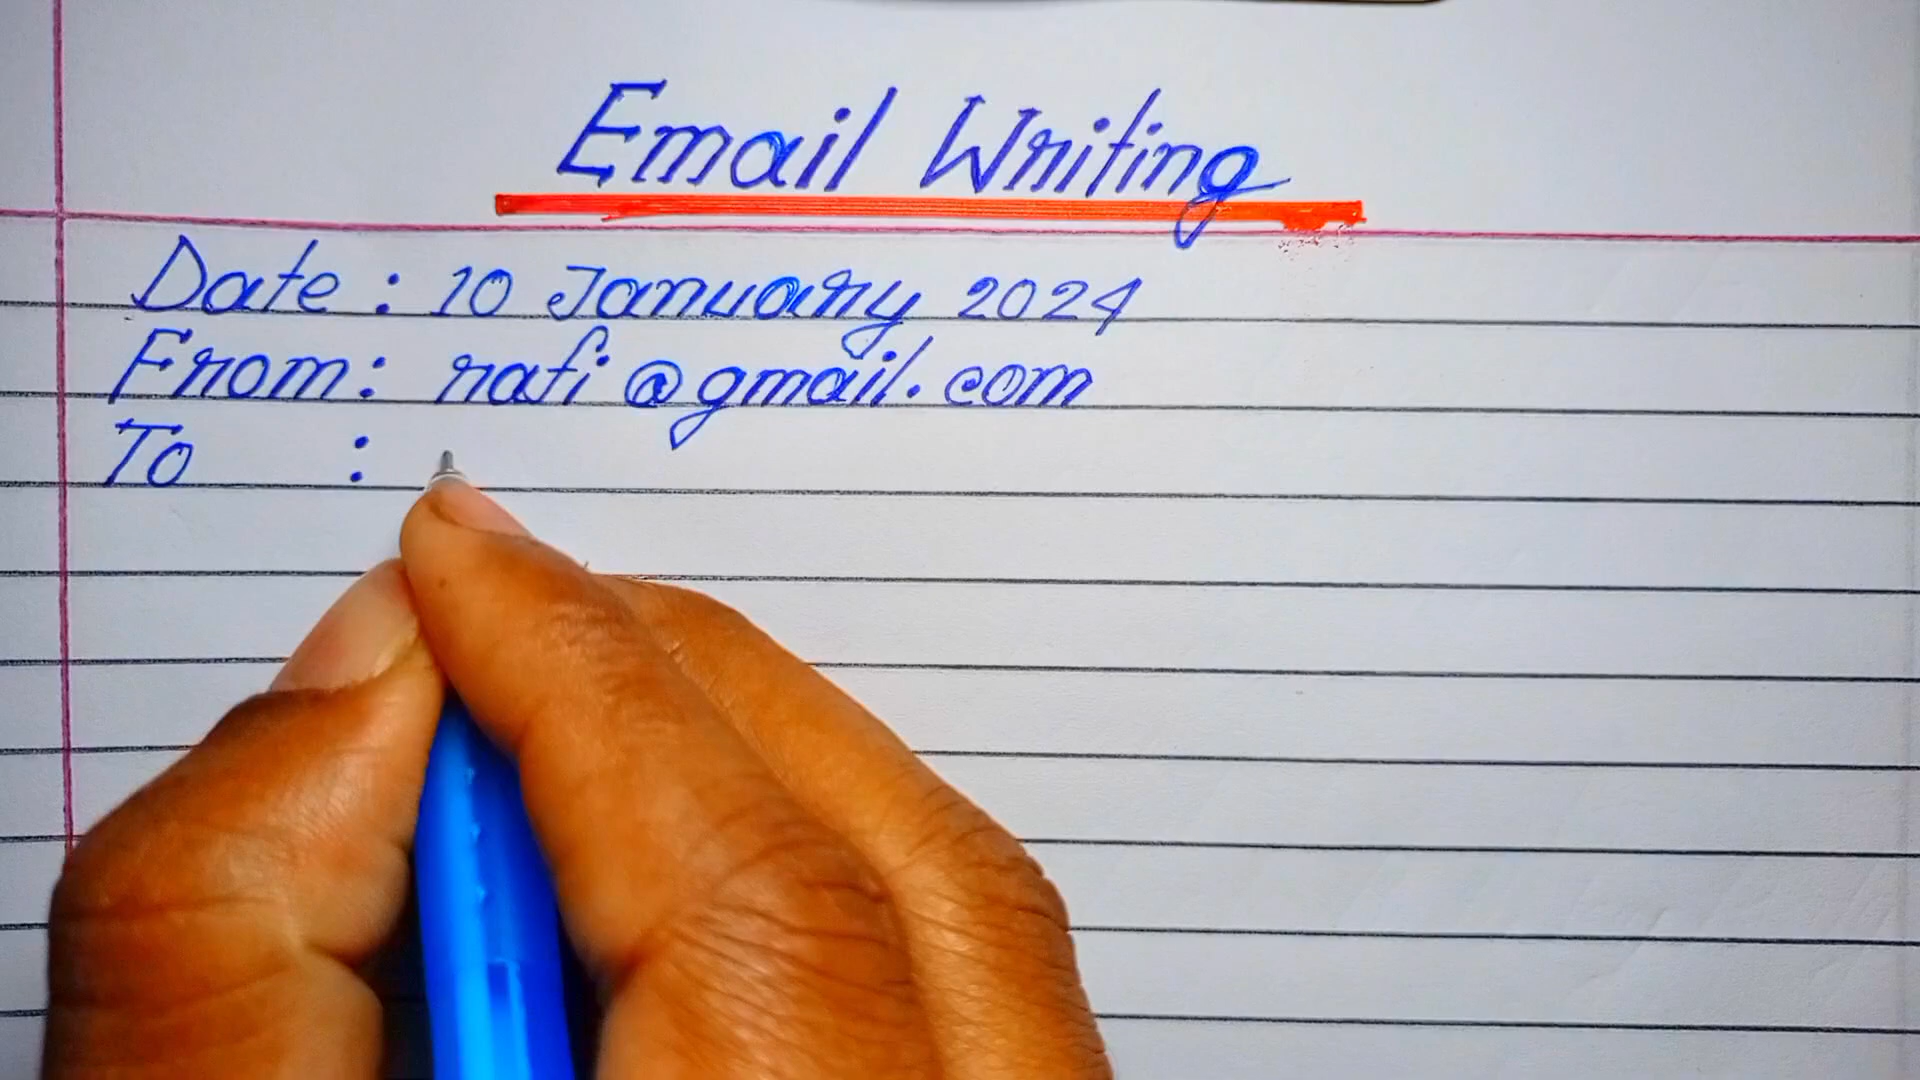 Email Writing
Date : 10 January 2024
From : rafi@gmail.com
To :